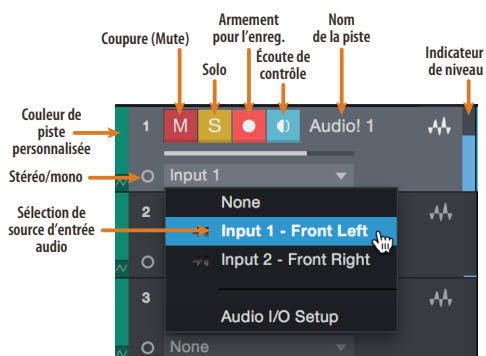 Coupure (Mute)
Solo
Armement
pour l'enreg.
Écoute de
contrôle
Nom
de la piste
Indicateur
de niveau
Couleur de
piste
personnalisée
1 M S Audio! 1
Stéréo/mono
Input 1
Sélection de
source d'entrée
audio
2
None
Input 1 - Front Left
Input 2 - Front Right
3
Audio I/O Setup
None